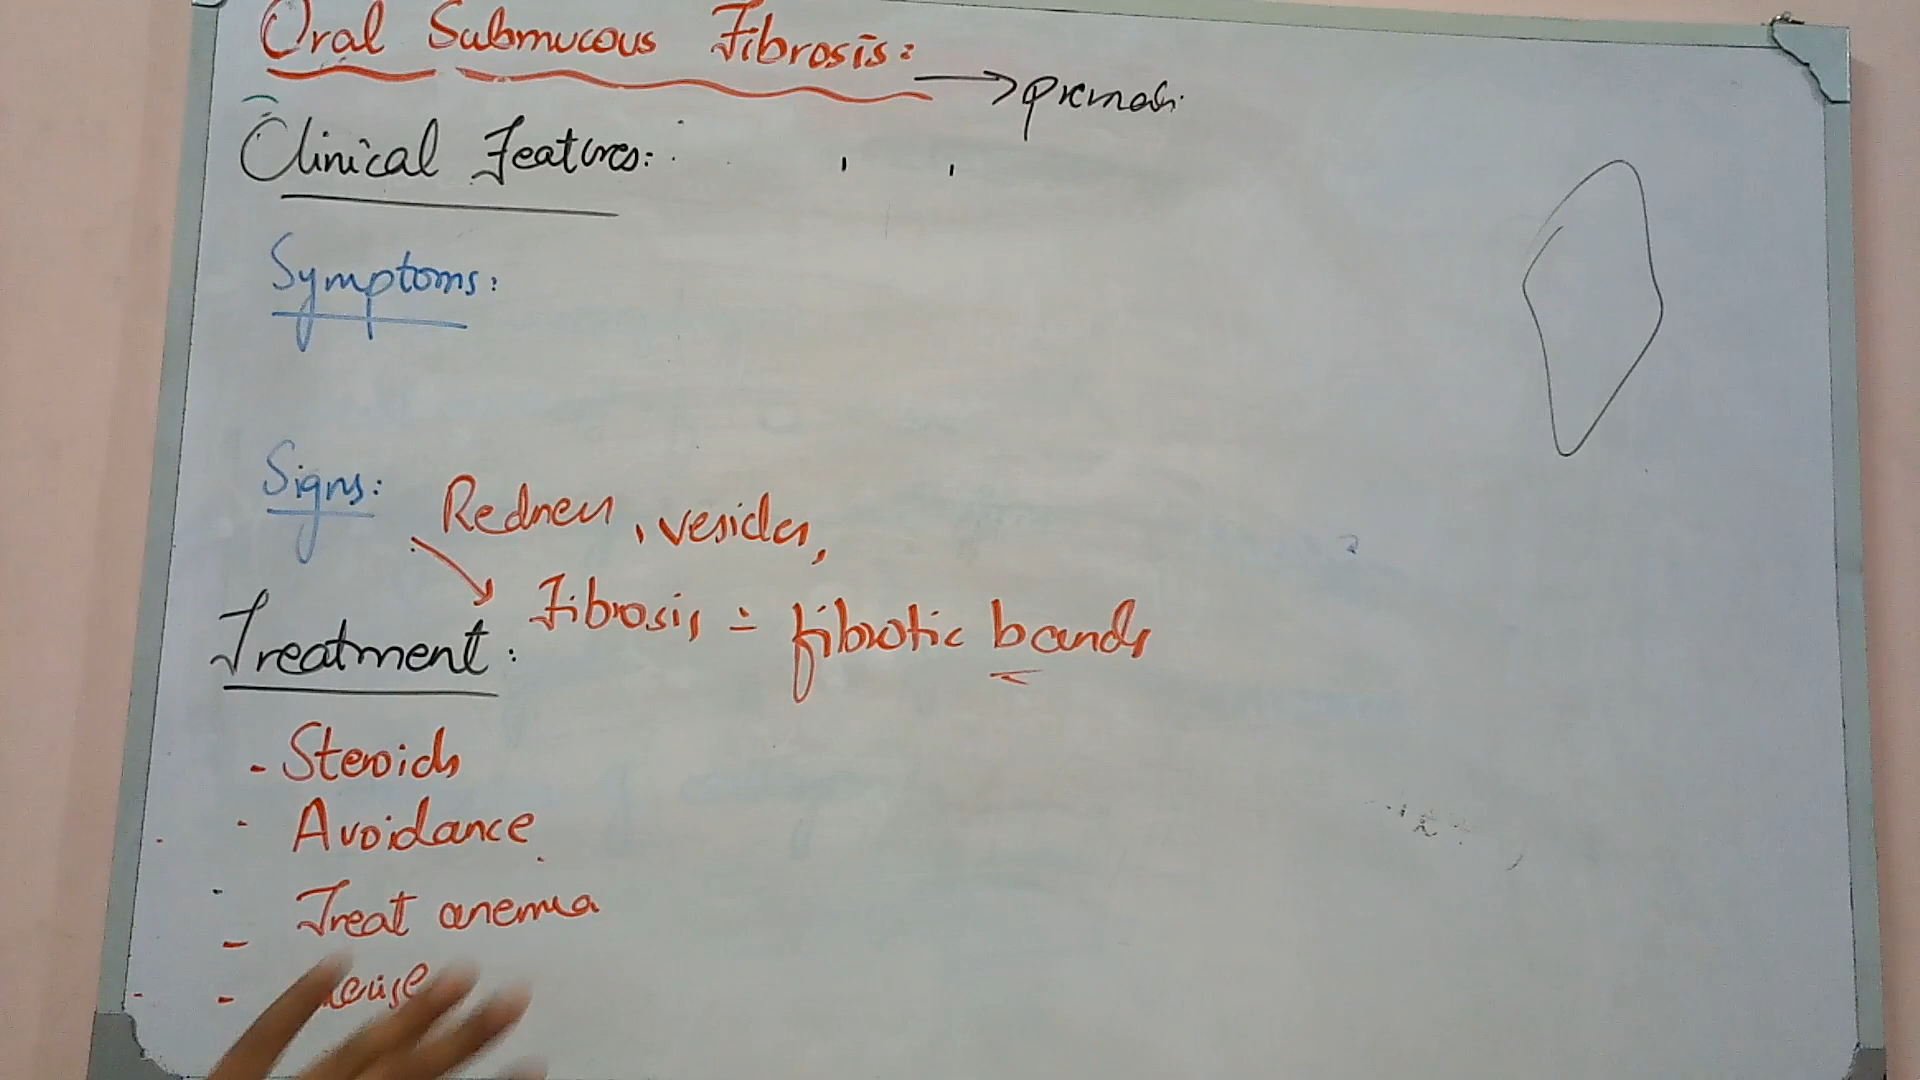 Oral Submucous Fibrosis:
Clinical Features:
Symptoms:
Signs: Redness, vesicles,
Fibrosis = fibrotic bands
Treatment:
- Steroids
- Avoidance
- Treat anemia